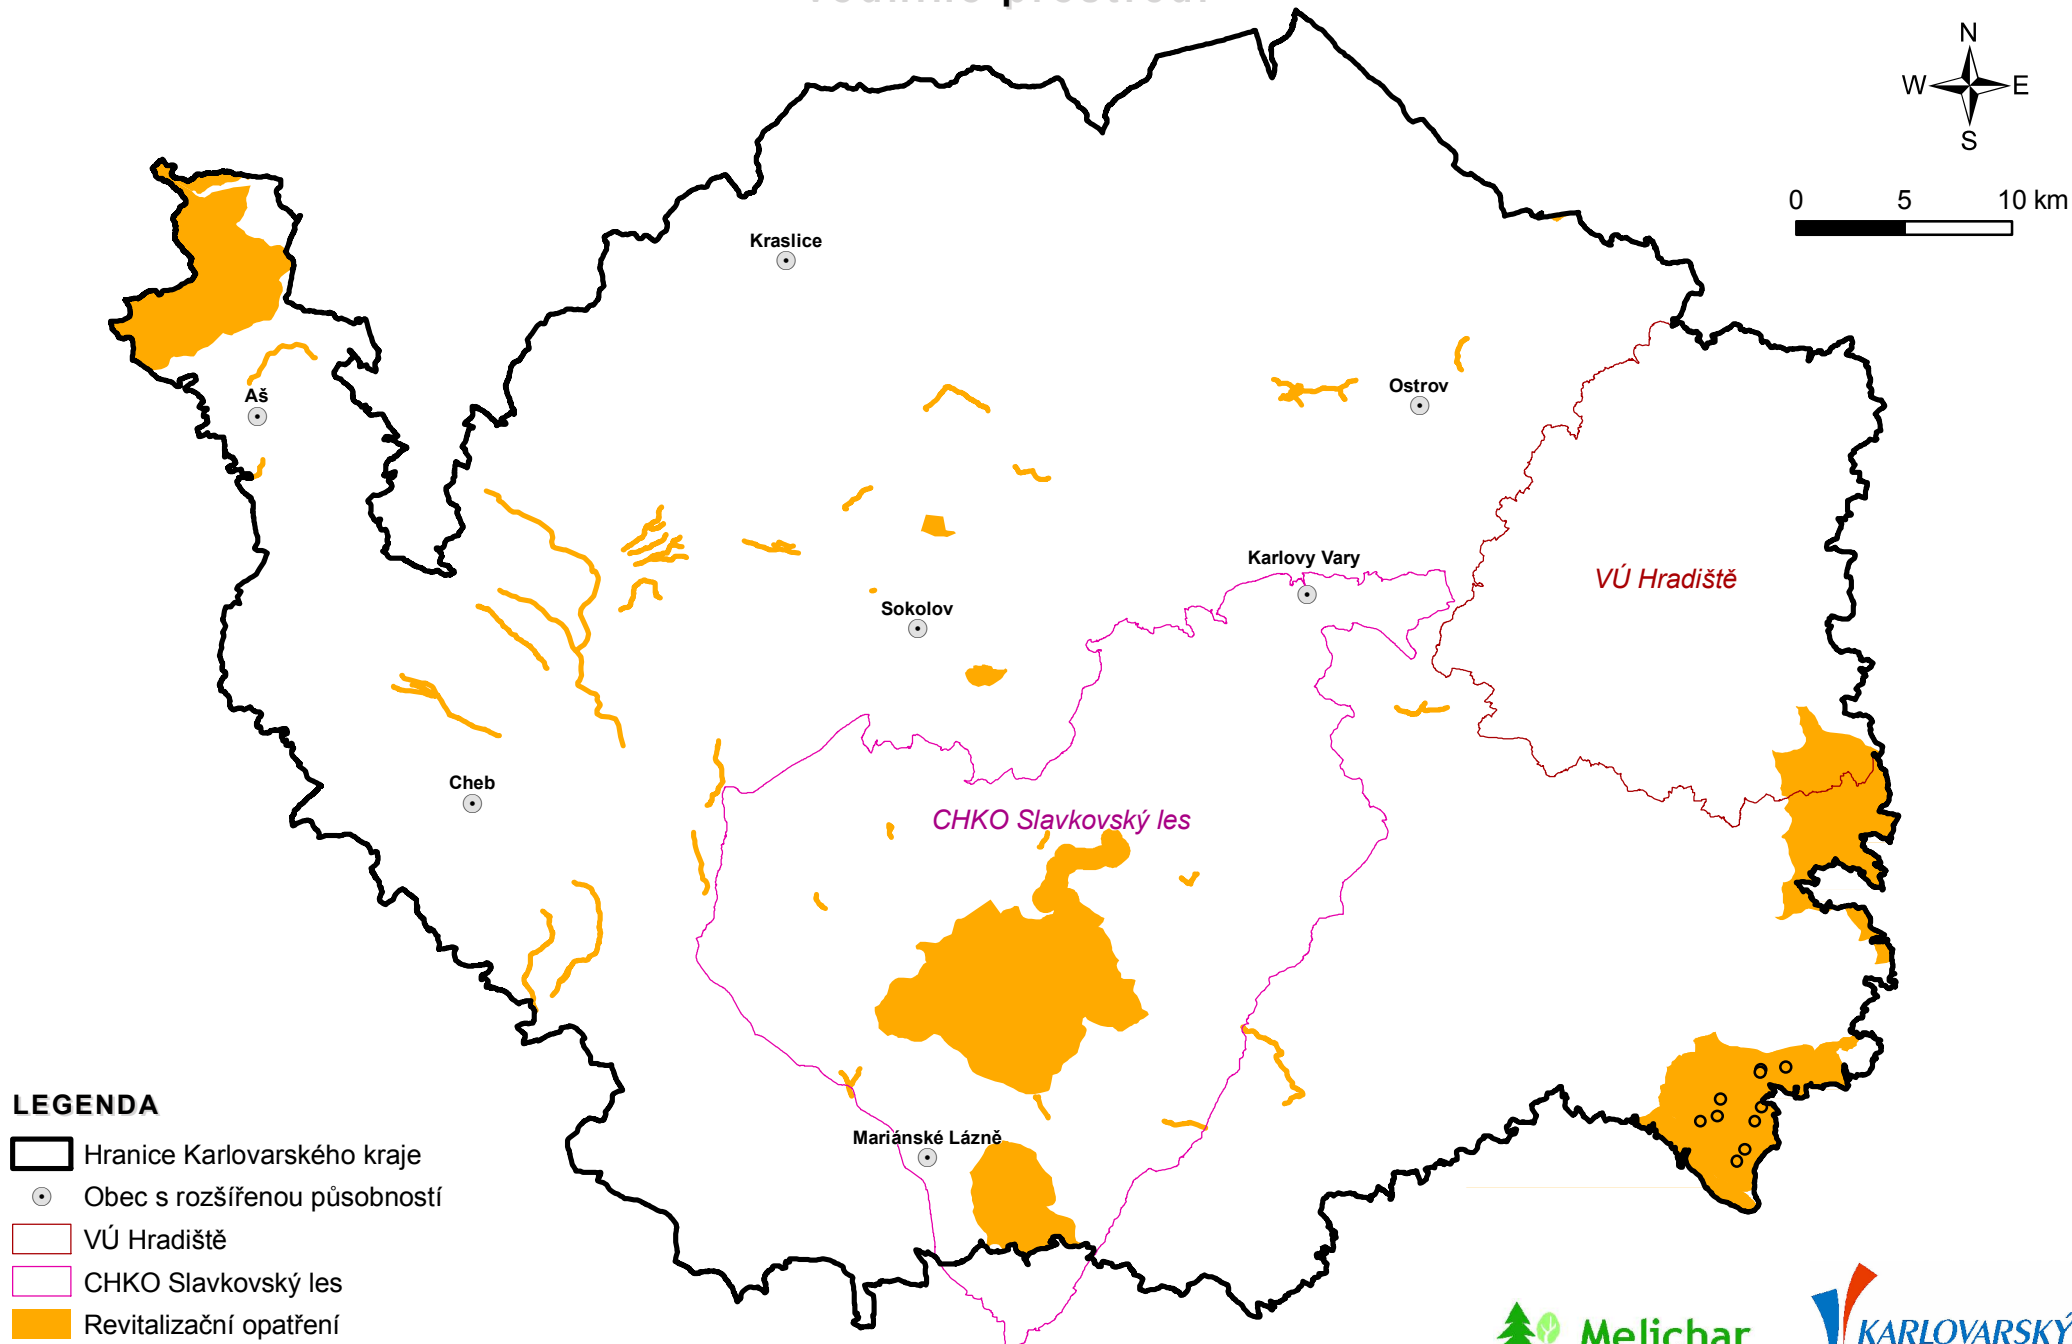 prostředí
N
W E
S
0 5 10 km
Kraslice
Aš
Ostrov
Karlovy Vary
VÚ Hradiště
Sokolov
Cheb
CHKO Slavkovský les
Mariánské Lázně
LEGENDA
Hranice Karlovarského kraje
Obec s rozšířenou působností
VÚ Hradiště
CHKO Slavkovský les
Revitalizační opatření
Melichar
KARLOVARSKÝ